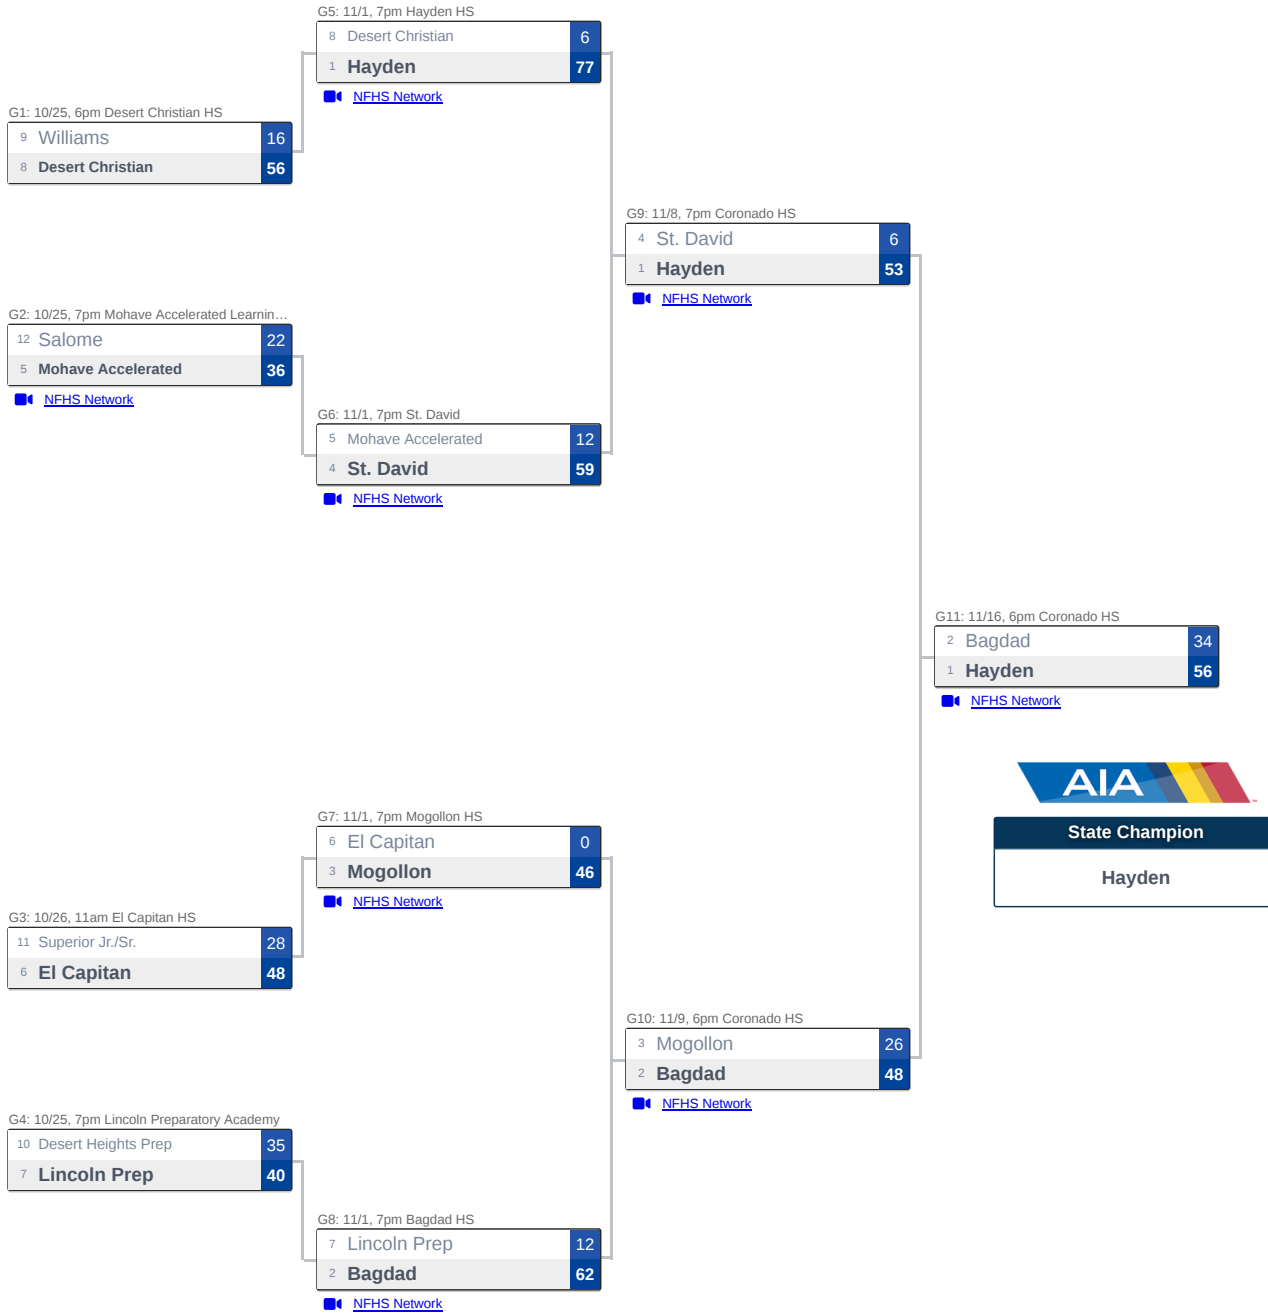 G5: 11/1, 7pm Hayden HS
8 Desert Christian 6
1 Hayden 77
NFHS Network
G1: 10/25, 6pm Desert Christian HS
9 Williams 16
8 Desert Christian 56
G9: 11/8, 7pm Coronado HS
4 St. David 6
1 Hayden 53
NFHS Network
G2: 10/25, 7pm Mohave Accelerated Learnin...
12 Salome 22
5 Mohave Accelerated 36
NFHS Network
G6: 11/1, 7pm St. David
5 Mohave Accelerated 12
4 St. David 59
NFHS Network
G11: 11/16, 6pm Coronado HS
2 Bagdad 34
1 Hayden 56
NFHS Network
AIA
State Champion
Hayden
G7: 11/1, 7pm Mogollon HS
6 El Capitan 0
3 Mogollon 46
NFHS Network
G3: 10/26, 11am El Capitan HS
11 Superior Jr./Sr. 28
6 El Capitan 48
G10: 11/9, 6pm Coronado HS
3 Mogollon 26
2 Bagdad 48
NFHS Network
G4: 10/25, 7pm Lincoln Preparatory Academy
10 Desert Heights Prep 35
7 Lincoln Prep 40
G8: 11/1, 7pm Bagdad HS
7 Lincoln Prep 12
2 Bagdad 62
NFHS Network